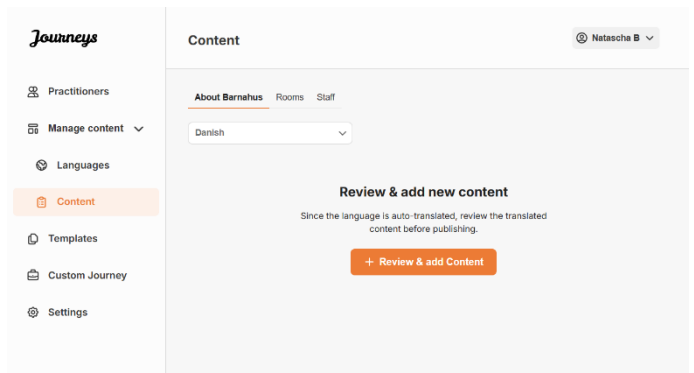 Journeys
Content
Natascha B
Practitioners
Manage content
Languages
Content
Templates
Custom Journey
Settings
About Barnahus Rooms Staff
Danish
Review & add new content
Since the language is auto-translated, review the translated
content before publishing.
+ Review & add Content